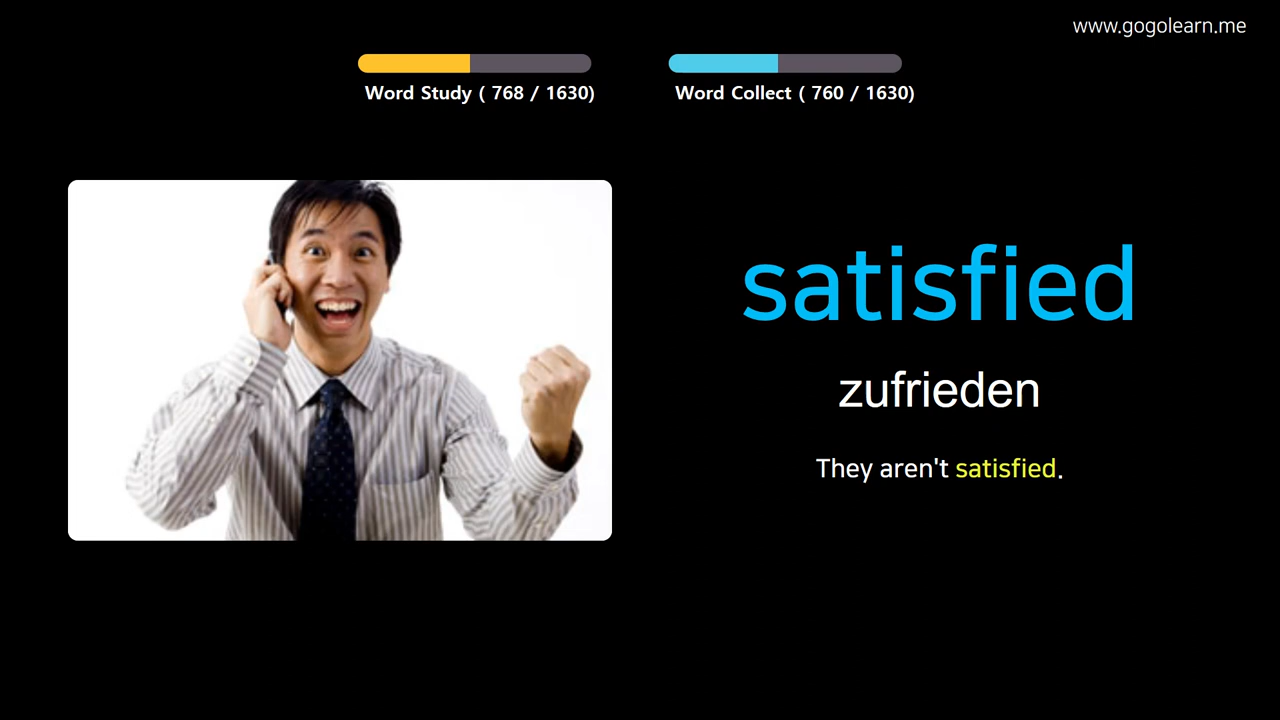 www.gogolearn.me
Word Study ( 768 / 1630)
Word Collect ( 760 / 1630)
satisfied
zufrieden
They aren't satisfied.